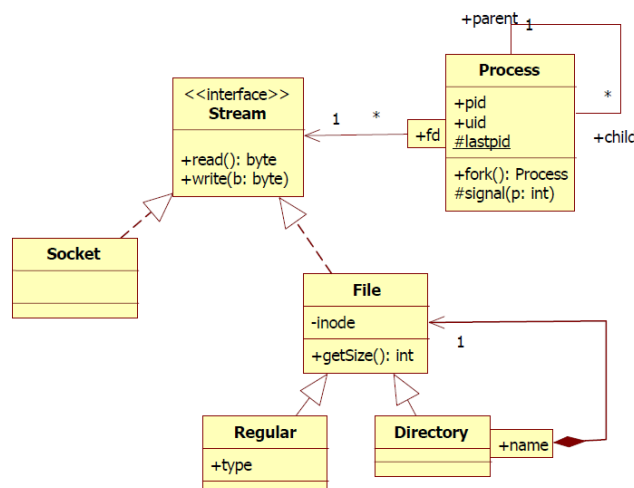 +parent 1
Process
+pid
+uid
#lastpid
+fork(): Process
#signal(p: int)
*
+child
<<interface>>
Stream
+read(): byte
+write(b: byte)
1 *
+fd
Socket
File
-inode
+getSize(): int
1
Regular
+type
Directory
+name